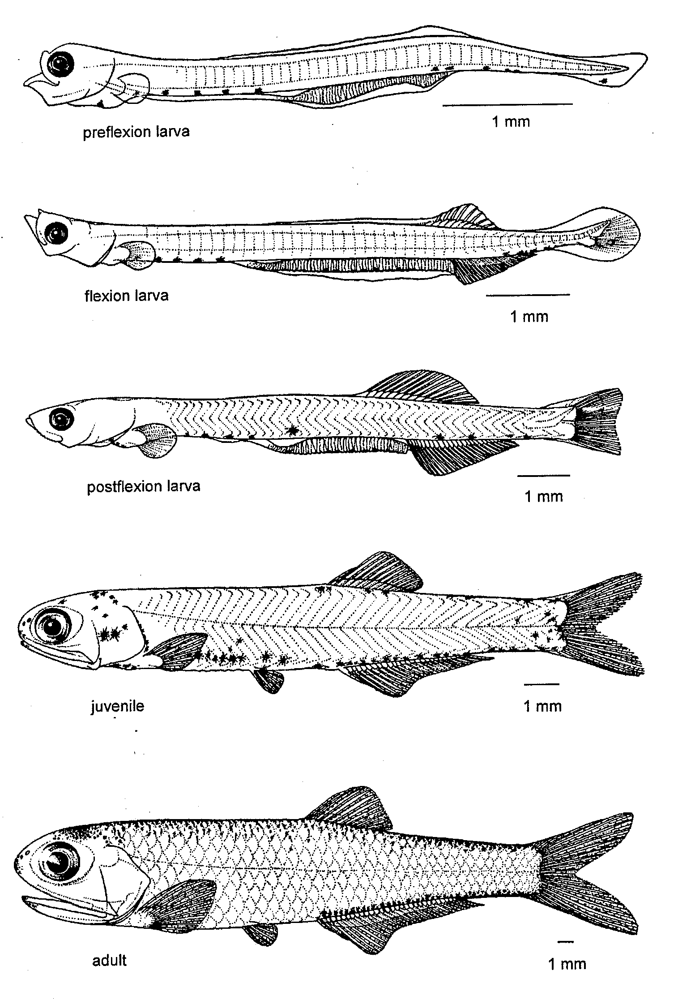 1 mm
preflexion larva
flexion larva
1 mm
postflexion larva
1 mm
juvenile
1 mm
adult
1 mm